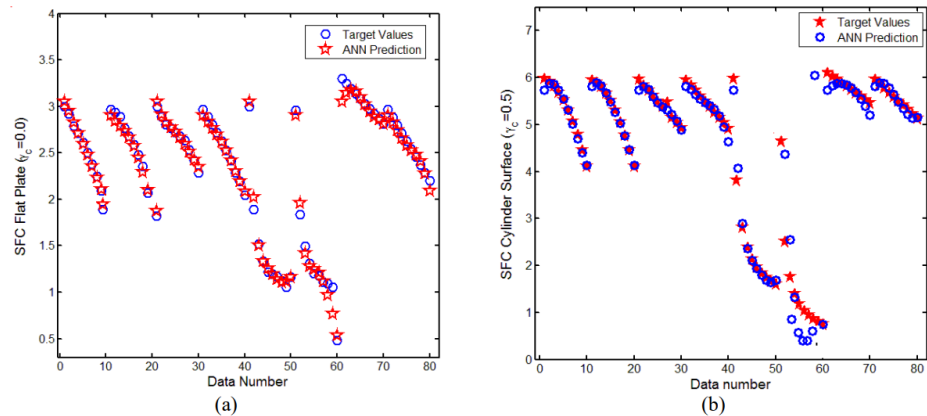 Target Values
ANN Prediction
SFC Flat Plate (γc=0.0)
4
3.5
3
2.5
2
1.5
1
0.5
0 10 20 30 40 50 60 70 80
Data Number
(a)
Target Values
ANN Prediction
SFC Cylinder Surface (γc=0.5)
7
6
5
4
3
2
1
0
0 10 20 30 40 50 60 70 80
Data number
(b)